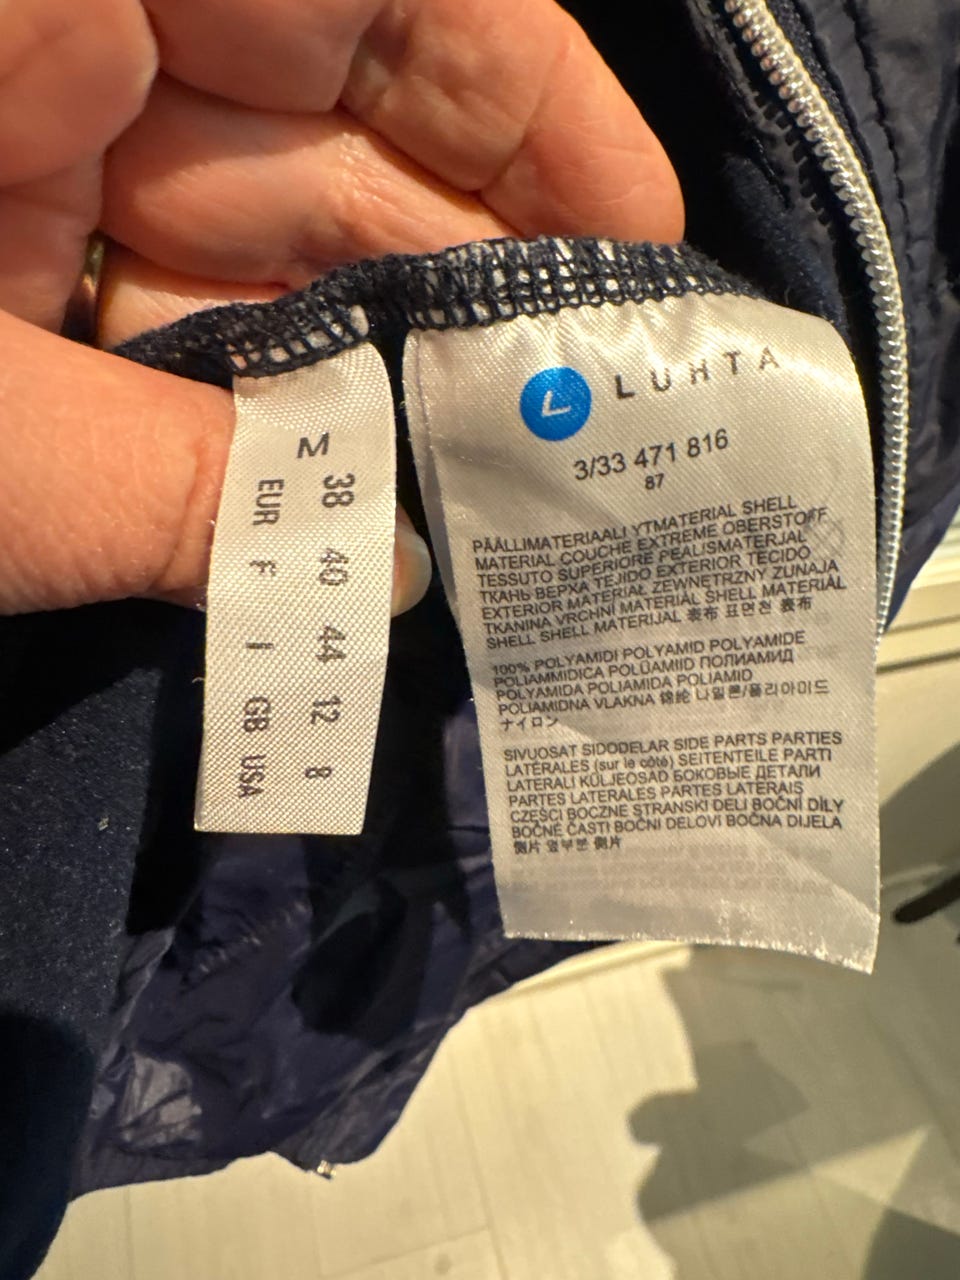 M
38 40 44 12 8
EUR F I GB USA
L LUHTA
3/33 471 816
87
PÄÄLLIMATERIAALI YTMATERIAL SHELL
MATERIAL COUCHE EXTREME OBERSTOFF
TESSUTO SUPERIORE PEALISMATERJAL
ТКАНЬ ВЕРХА TEJIDO EXTERIOR TECIDO
EXTERIOR MATERIAŁ ZEWNĘTRZNY ZUNAJA
TKANINA VRCHNÍ MATERIÁL SHELL MATERIÁL
SHELL SHELL MATERIJAL 表布 표면천 表布
100% POLYAMIDI POLYAMID POLYAMIDE
POLIAMMIDICA POLÜAMIID ПОЛИАМИД
POLYAMIDA POLIAMIDA POLIAMID
POLIAMIDNA VLAKNA 锦纶 나일론/폴리아미드
ナイロン
SIVUOSAT SIDODELAR SIDE PARTS PARTIES
LATÉRALES (sur le côté) SEITENTEILE PARTI
LATERALI KÜLJEOSAD БОКОВЫЕ ДЕТАЛИ
PARTES LATERALES PARTES LATERAIS
CZĘŚCI BOCZNE STRANSKI DELI BOČNÍ DÍLY
BOČNÉ ČASTI BOČNI DELOVI BOČNA DIJELA
侧片 옆부분 側片